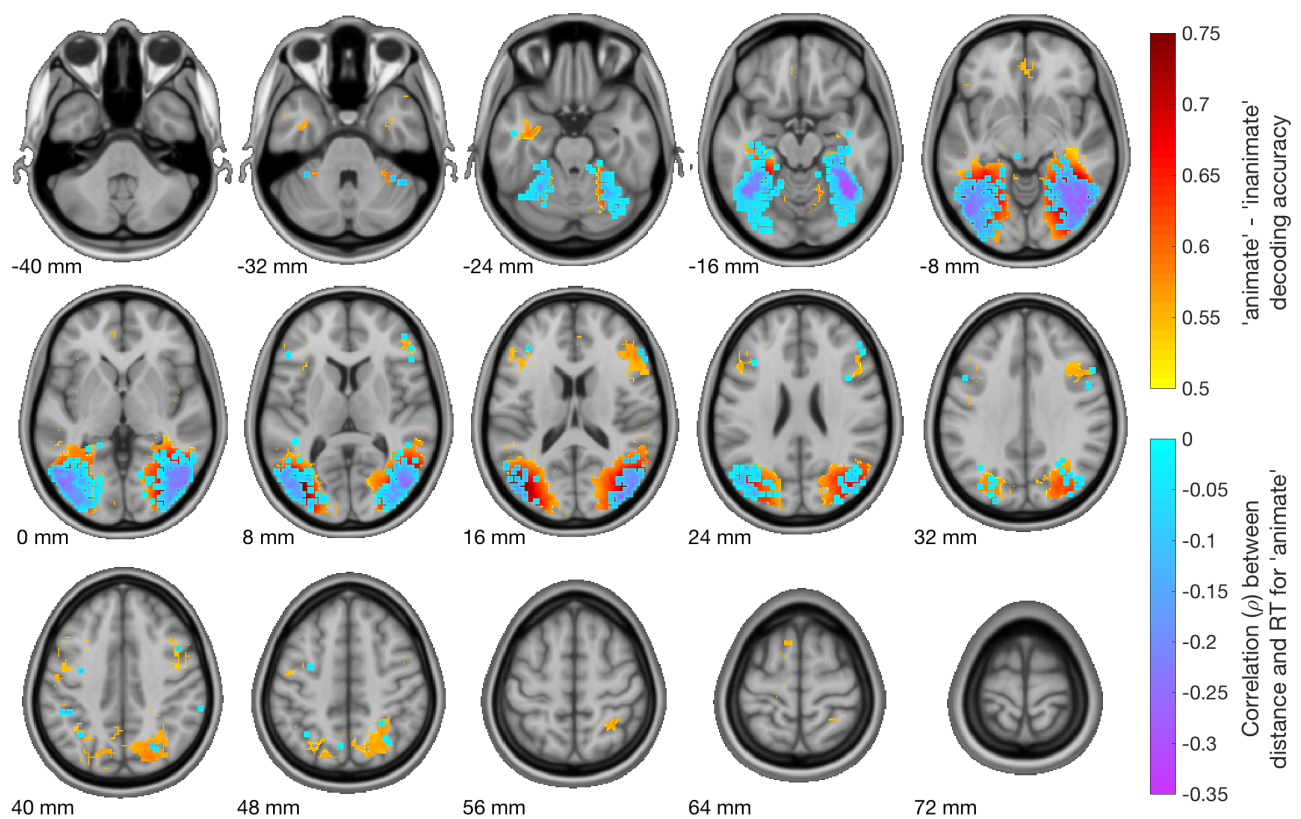 -40 mm
-32 mm
-24 mm
-16 mm
-8 mm
0 mm
8 mm
16 mm
24 mm
32 mm
40 mm
48 mm
56 mm
64 mm
72 mm
0.75
0.7
0.65
0.6
0.55
0.5
'animate' - 'inanimate'
decoding accuracy
0
-0.05
-0.1
-0.15
-0.2
-0.25
-0.3
-0.35
Correlation (ρ) between
distance and RT for 'animate'